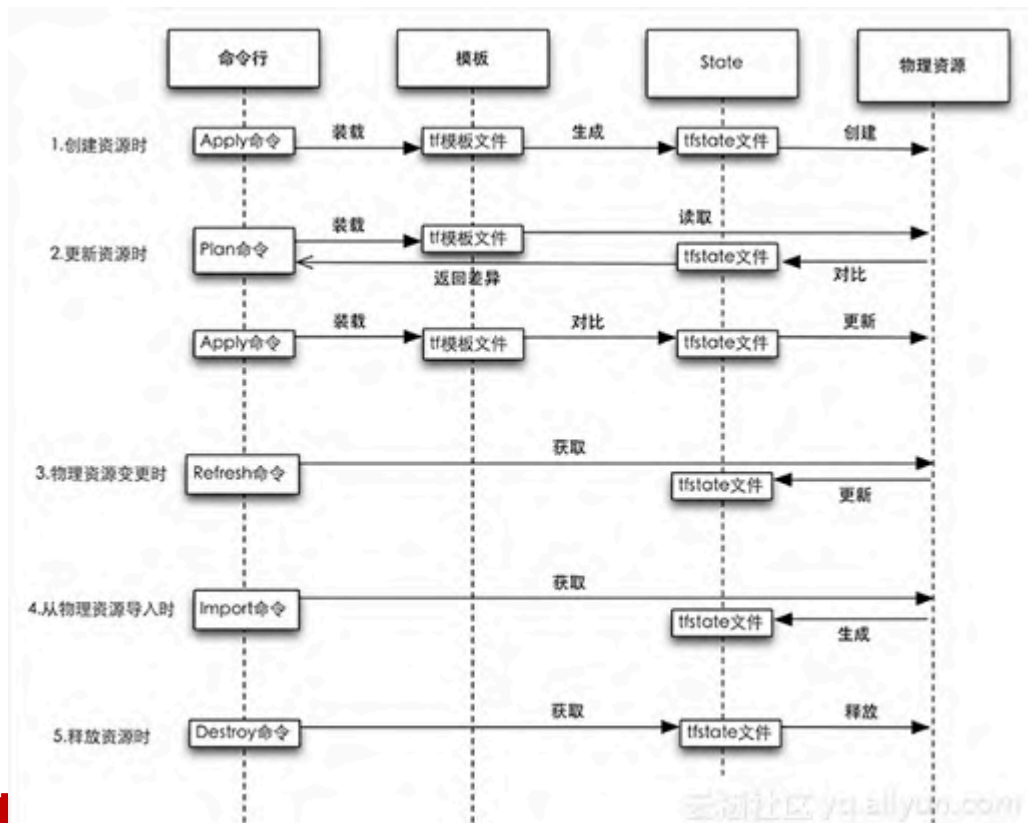 命令行
模板
State
物理资源
1.创建资源时
Apply命令
装载
tf模板文件
生成
tfstate文件
创建
2.更新资源时
Plan命令
装载
tf模板文件
读取
tfstate文件
对比
返回差异
Apply命令
装载
tf模板文件
对比
tfstate文件
更新
3.物理资源变更时
Refresh命令
获取
tfstate文件
更新
4.从物理资源导入时
Import命令
获取
tfstate文件
生成
5.释放资源时
Destroy命令
获取
tfstate文件
释放
云栖社区 yq.aliyun.com